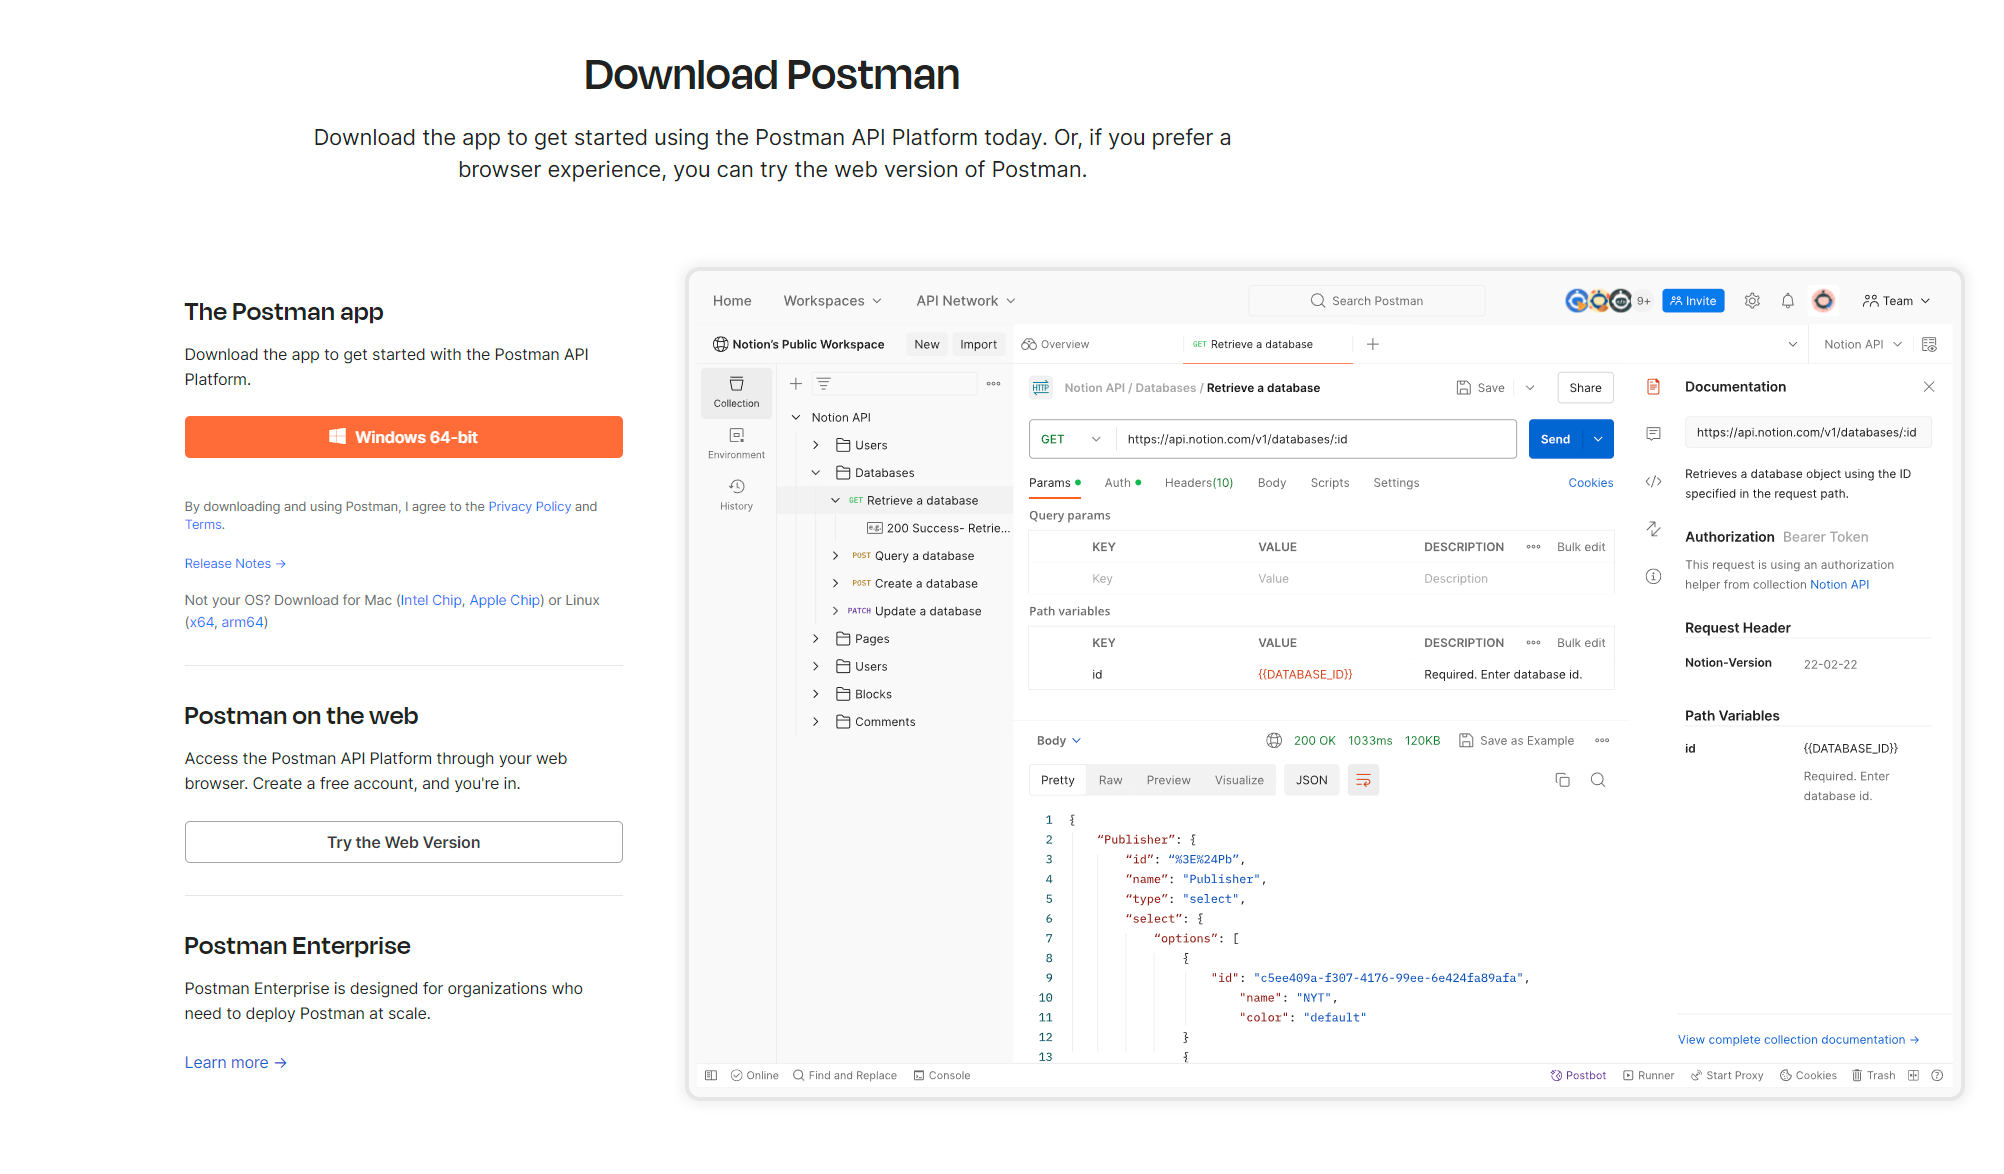 Download Postman
Download the app to get started using the Postman API Platform today. Or, if you prefer a
browser experience, you can try the web version of Postman.
The Postman app
Download the app to get started with the Postman API
Platform.
Windows 64-bit
By downloading and using Postman, I agree to the Privacy Policy and
Terms.
Release Notes →
Not your OS? Download for Mac (Intel Chip, Apple Chip) or Linux
(x64, arm64)
Postman on the web
Access the Postman API Platform through your web
browser. Create a free account, and you're in.
Try the Web Version
Postman Enterprise
Postman Enterprise is designed for organizations who
need to deploy Postman at scale.
Learn more →
Home Workspaces API Network Search Postman 9+ Invite Team
Notion's Public Workspace New Import Overview GET Retrieve a database Notion API
Collection
Environment
History
Notion API
Users
Databases
GET Retrieve a database
e.g. 200 Success- Retrie...
POST Query a database
POST Create a database
PATCH Update a database
Pages
Users
Blocks
Comments
HTTP Notion API / Databases / Retrieve a database Save Share
GET https://api.notion.com/v1/databases/:id Send
Params Auth Headers(10) Body Scripts Settings Cookies
Query params
KEY VALUE DESCRIPTION Bulk edit
Key Value Description
Path variables
KEY VALUE DESCRIPTION Bulk edit
id {{DATABASE_ID}} Required. Enter database id.
Body 200 OK 1033ms 120KB Save as Example
Pretty Raw Preview Visualize JSON
1 {
2 “Publisher”: {
3 “id”: “%3E%24Pb”,
4 “name”: "Publisher",
5 “type”: "select",
6 “select”: {
7 “options”: [
8 {
9 "id": "c5ee409a-f307-4176-99ee-6e424fa89afa",
10 "name": "NYT",
11 "color": "default"
12 }
13 {
Documentation
https://api.notion.com/v1/databases/:id
Retrieves a database object using the ID
specified in the request path.
Authorization Bearer Token
This request is using an authorization
helper from collection Notion API
Request Header
Notion-Version 22-02-22
Path Variables
id {{DATABASE_ID}}
Required. Enter
database id.
View complete collection documentation →
Online Find and Replace Console Postbot Runner Start Proxy Cookies Trash